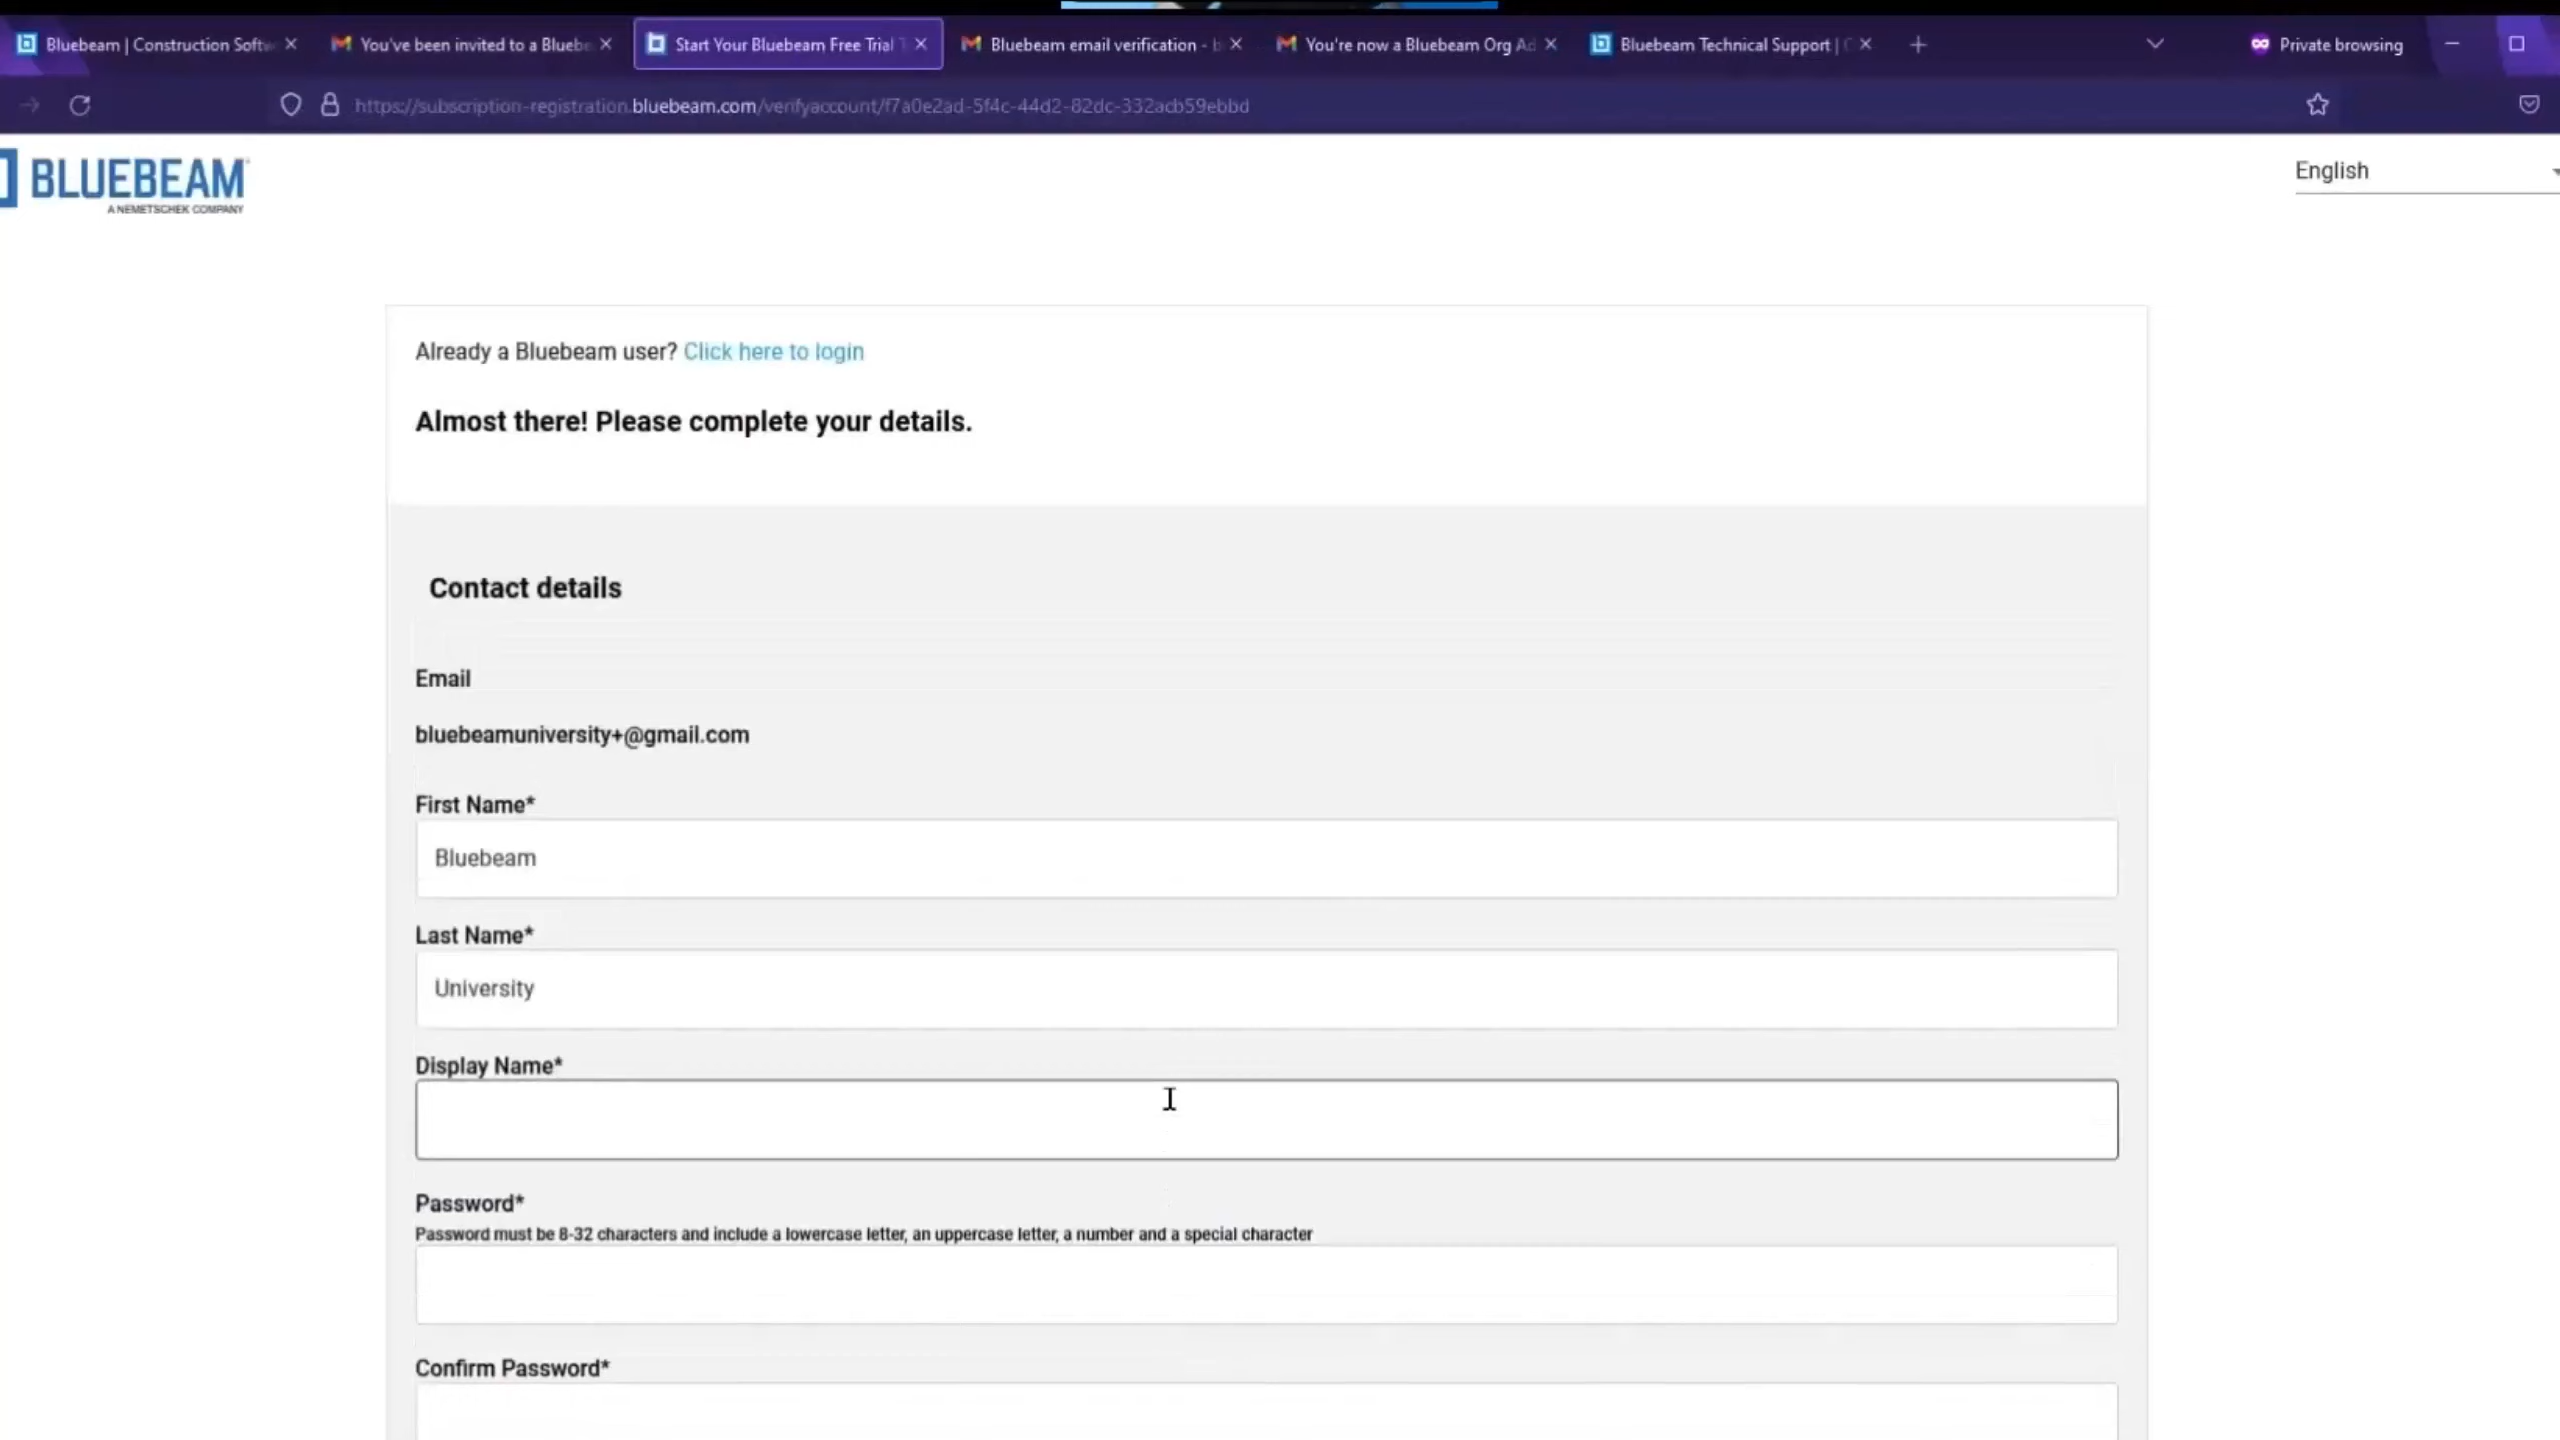 Bluebeam | Construction Softw
You've been invited to a Bluebe
Start Your Bluebeam Free Trial T
Bluebeam email verification - b
You're now a Bluebeam Org Ad
Bluebeam Technical Support | C
Private browsing
https://subscription-registration.bluebeam.com/verifyaccount/f7a0e2ad-5f4c-44d2-82dc-332acb59ebbd
BLUEBEAM
A NEMETSCHEK COMPANY
English
Already a Bluebeam user? Click here to login
Almost there! Please complete your details.
Contact details
Email
bluebeamuniversity+@gmail.com
First Name*
Bluebeam
Last Name*
University
Display Name*
Password*
Password must be 8-32 characters and include a lowercase letter, an uppercase letter, a number and a special character
Confirm Password*